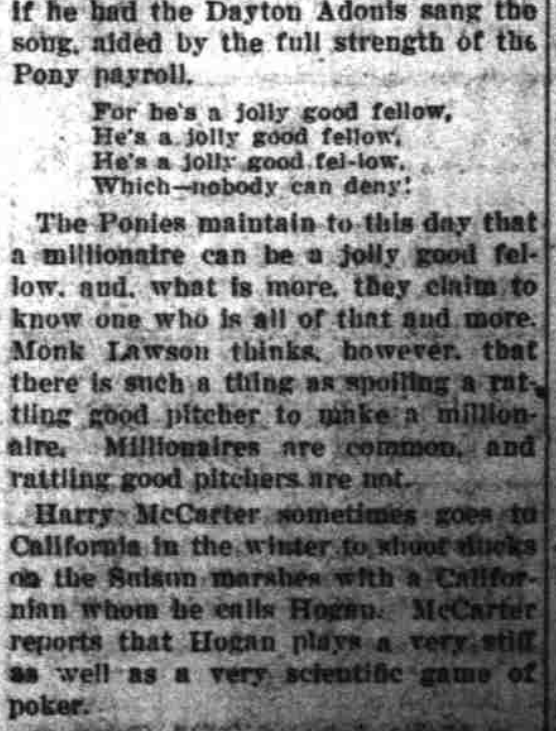 if he had the Dayton Adonis sang the
song, aided by the full strength of the
Pony payroll.
For he's a jolly good fellow,
He's a jolly good fellow,
He's a jolly good fel-low,
Which—nobody can deny!
The Ponies maintain to this day that
a millionaire can be a jolly good fel-
low, and, what is more, they claim to
know one who is all of that and more.
Monk Lawson thinks, however, that
there is such a thing as spoiling a rat-
tling good pitcher to make a million-
aire. Millionaires are common, and
rattling good pitchers are not.
Harry McCarter sometimes goes to
California in the winter to shoot ducks
on the Suisun marshes with a Califor-
nian whom he calls Hogan. McCarter
reports that Hogan plays a very stiff
as well as a very scientific game of
poker.